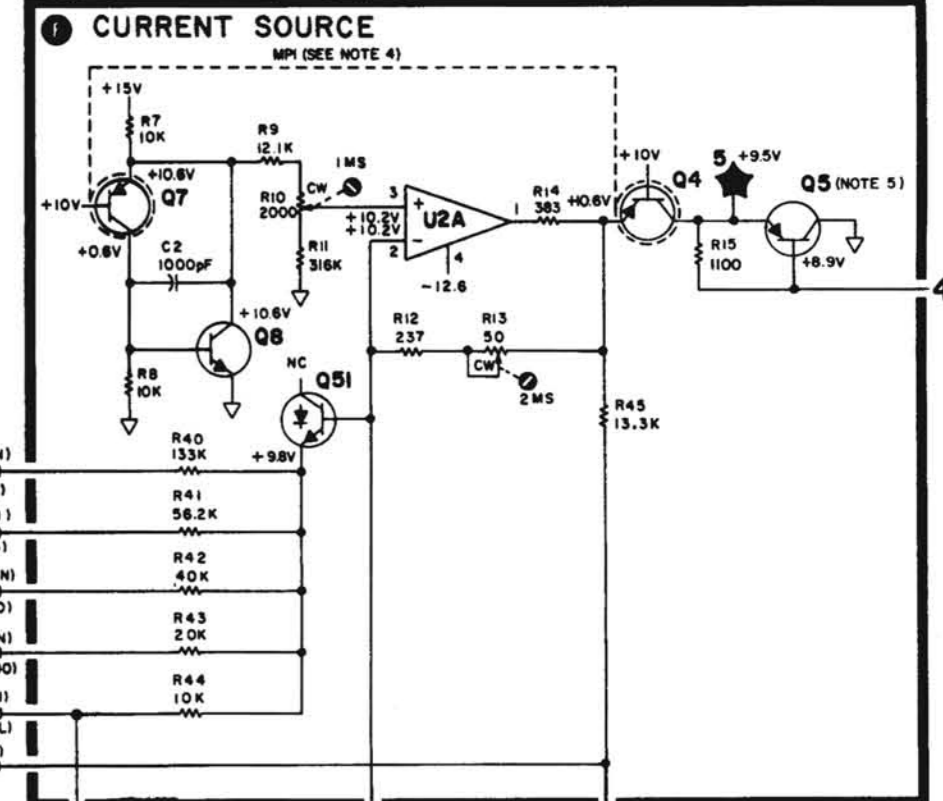 CURRENT SOURCE
MPI (SEE NOTE 4)
+15V
R7
10K
R9
12.1K
1MS
+10V
Q4
5
+9.5V
Q5 (NOTE 5)
+10.6V
Q7
+10V
R10
2000
CW
3
+
+10.2V
+10.2V
-
2
U2A
1
R14
383
+10.6V
4
-12.6
R15
1100
+8.9V
4
+0.6V
C2
1000pF
R11
316K
+10.6V
Q8
R8
10K
R12
237
R13
50
CW
2MS
NC
Q51
R45
13.3K
+9.8V
R40
133K
R41
56.2K
R42
40K
R43
20K
R44
10K
N)
N)
L)